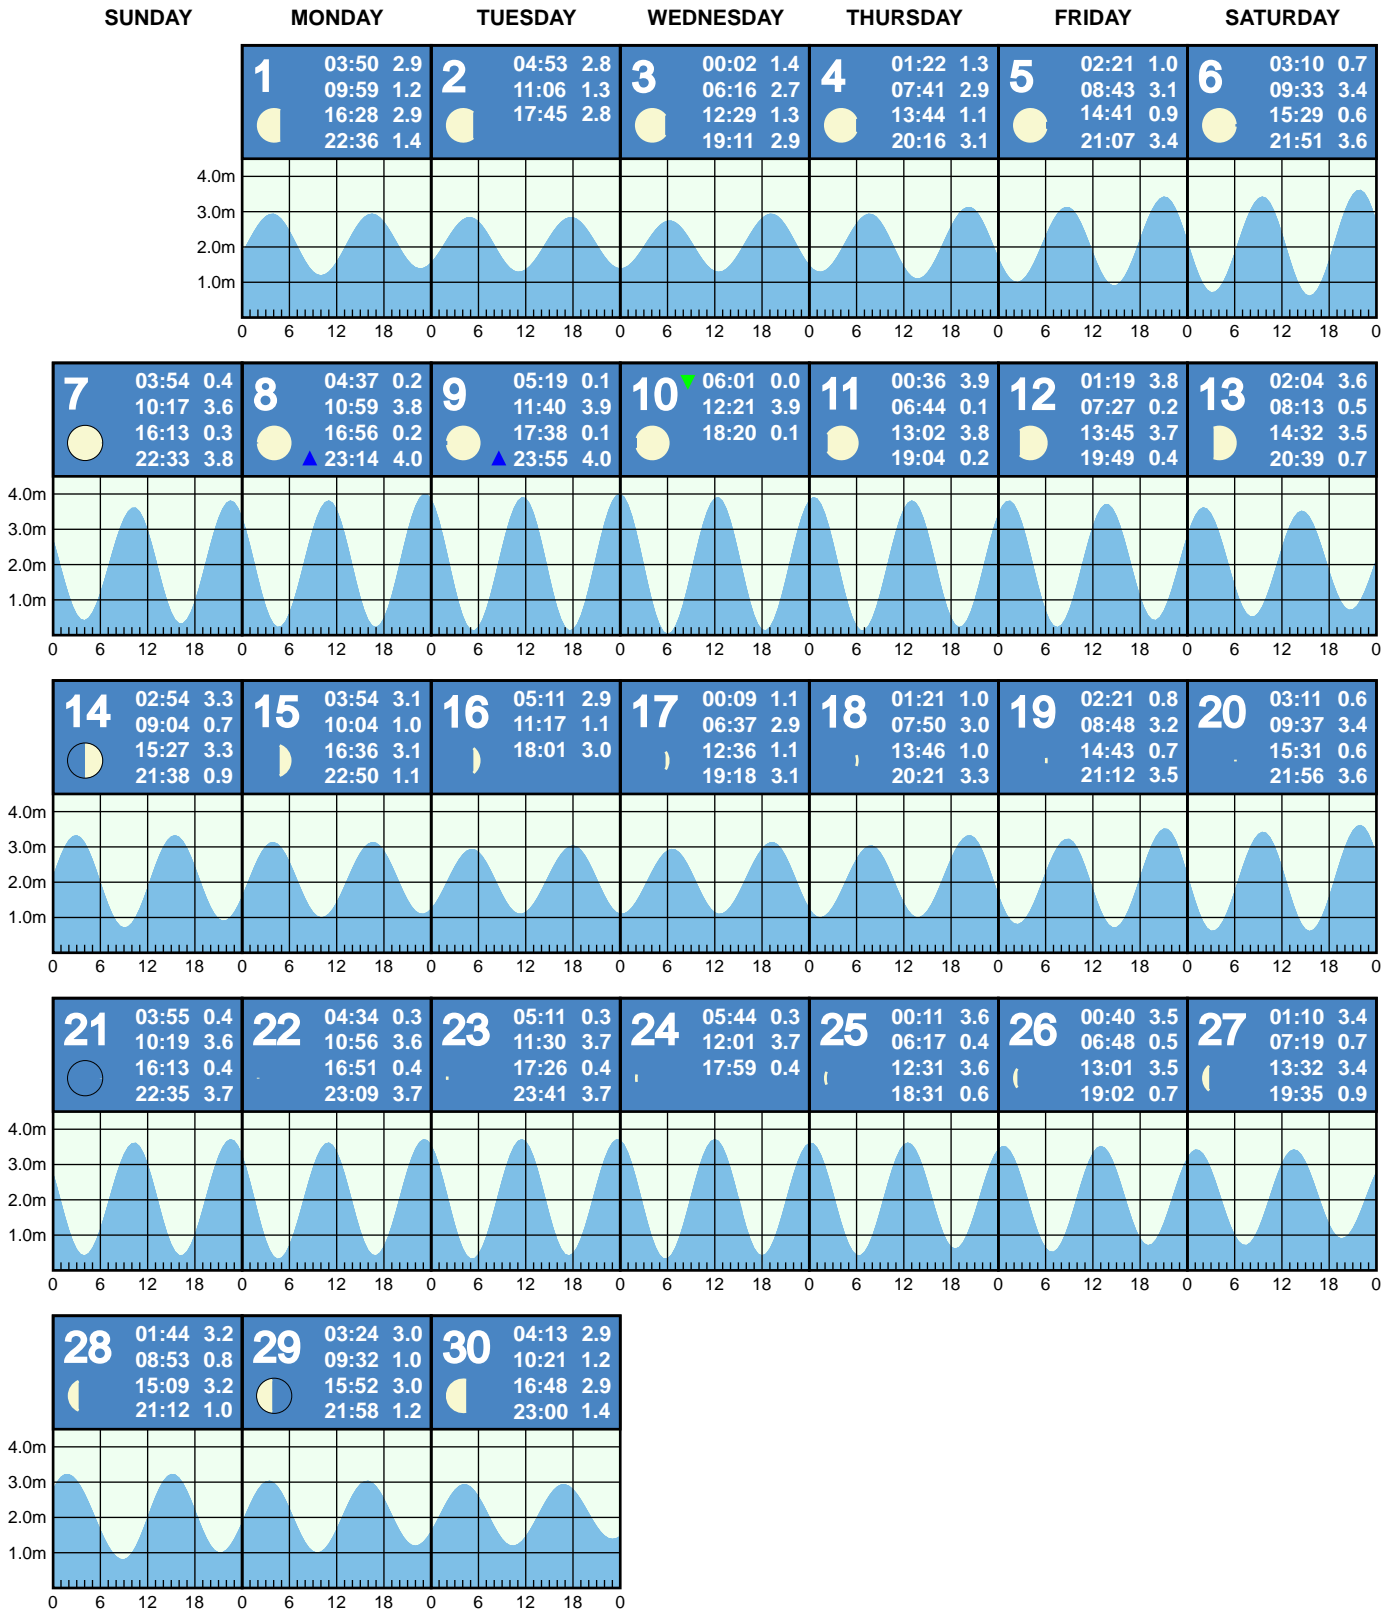 SUNDAY MONDAY TUESDAY WEDNESDAY THURSDAY FRIDAY SATURDAY
1 03:50 2.9
09:59 1.2
16:28 2.9
22:36 1.4
2 04:53 2.8
11:06 1.3
17:45 2.8
3 00:02 1.4
06:16 2.7
12:29 1.3
19:11 2.9
4 01:22 1.3
07:41 2.9
13:44 1.1
20:16 3.1
5 02:21 1.0
08:43 3.1
14:41 0.9
21:07 3.4
6 03:10 0.7
09:33 3.4
15:29 0.6
21:51 3.6
4.0m
3.0m
2.0m
1.0m
0 6 12 18 0 6 12 18 0 6 12 18 0 6 12 18 0 6 12 18 0 6 12 18 0
7 03:54 0.4
10:17 3.6
16:13 0.3
22:33 3.8
8 04:37 0.2
10:59 3.8
16:56 0.2
23:14 4.0
9 05:19 0.1
11:40 3.9
17:38 0.1
23:55 4.0
10 06:01 0.0
12:21 3.9
18:20 0.1
11 00:36 3.9
06:44 0.1
13:02 3.8
19:04 0.2
12 01:19 3.8
07:27 0.2
13:45 3.7
19:49 0.4
13 02:04 3.6
08:13 0.5
14:32 3.5
20:39 0.7
4.0m
3.0m
2.0m
1.0m
0 6 12 18 0 6 12 18 0 6 12 18 0 6 12 18 0 6 12 18 0 6 12 18 0 6 12 18 0
14 02:54 3.3
09:04 0.7
15:27 3.3
21:38 0.9
15 03:54 3.1
10:04 1.0
16:36 3.1
22:50 1.1
16 05:11 2.9
11:17 1.1
18:01 3.0
17 00:09 1.1
06:37 2.9
12:36 1.1
19:18 3.1
18 01:21 1.0
07:50 3.0
13:46 1.0
20:21 3.3
19 02:21 0.8
08:48 3.2
14:43 0.7
21:12 3.5
20 03:11 0.6
09:37 3.4
15:31 0.6
21:56 3.6
4.0m
3.0m
2.0m
1.0m
0 6 12 18 0 6 12 18 0 6 12 18 0 6 12 18 0 6 12 18 0 6 12 18 0 6 12 18 0
21 03:55 0.4
10:19 3.6
16:13 0.4
22:35 3.7
22 04:34 0.3
10:56 3.6
16:51 0.4
23:09 3.7
23 05:11 0.3
11:30 3.7
17:26 0.4
23:41 3.7
24 05:44 0.3
12:01 3.7
17:59 0.4
25 00:11 3.6
06:17 0.4
12:31 3.6
18:31 0.6
26 00:40 3.5
06:48 0.5
13:01 3.5
19:02 0.7
27 01:10 3.4
07:19 0.7
13:32 3.4
19:35 0.9
4.0m
3.0m
2.0m
1.0m
0 6 12 18 0 6 12 18 0 6 12 18 0 6 12 18 0 6 12 18 0 6 12 18 0 6 12 18 0
28 01:44 3.2
08:53 0.8
15:09 3.2
21:12 1.0
29 03:24 3.0
09:32 1.0
15:52 3.0
21:58 1.2
30 04:13 2.9
10:21 1.2
16:48 2.9
23:00 1.4
4.0m
3.0m
2.0m
1.0m
0 6 12 18 0 6 12 18 0 6 12 18 0